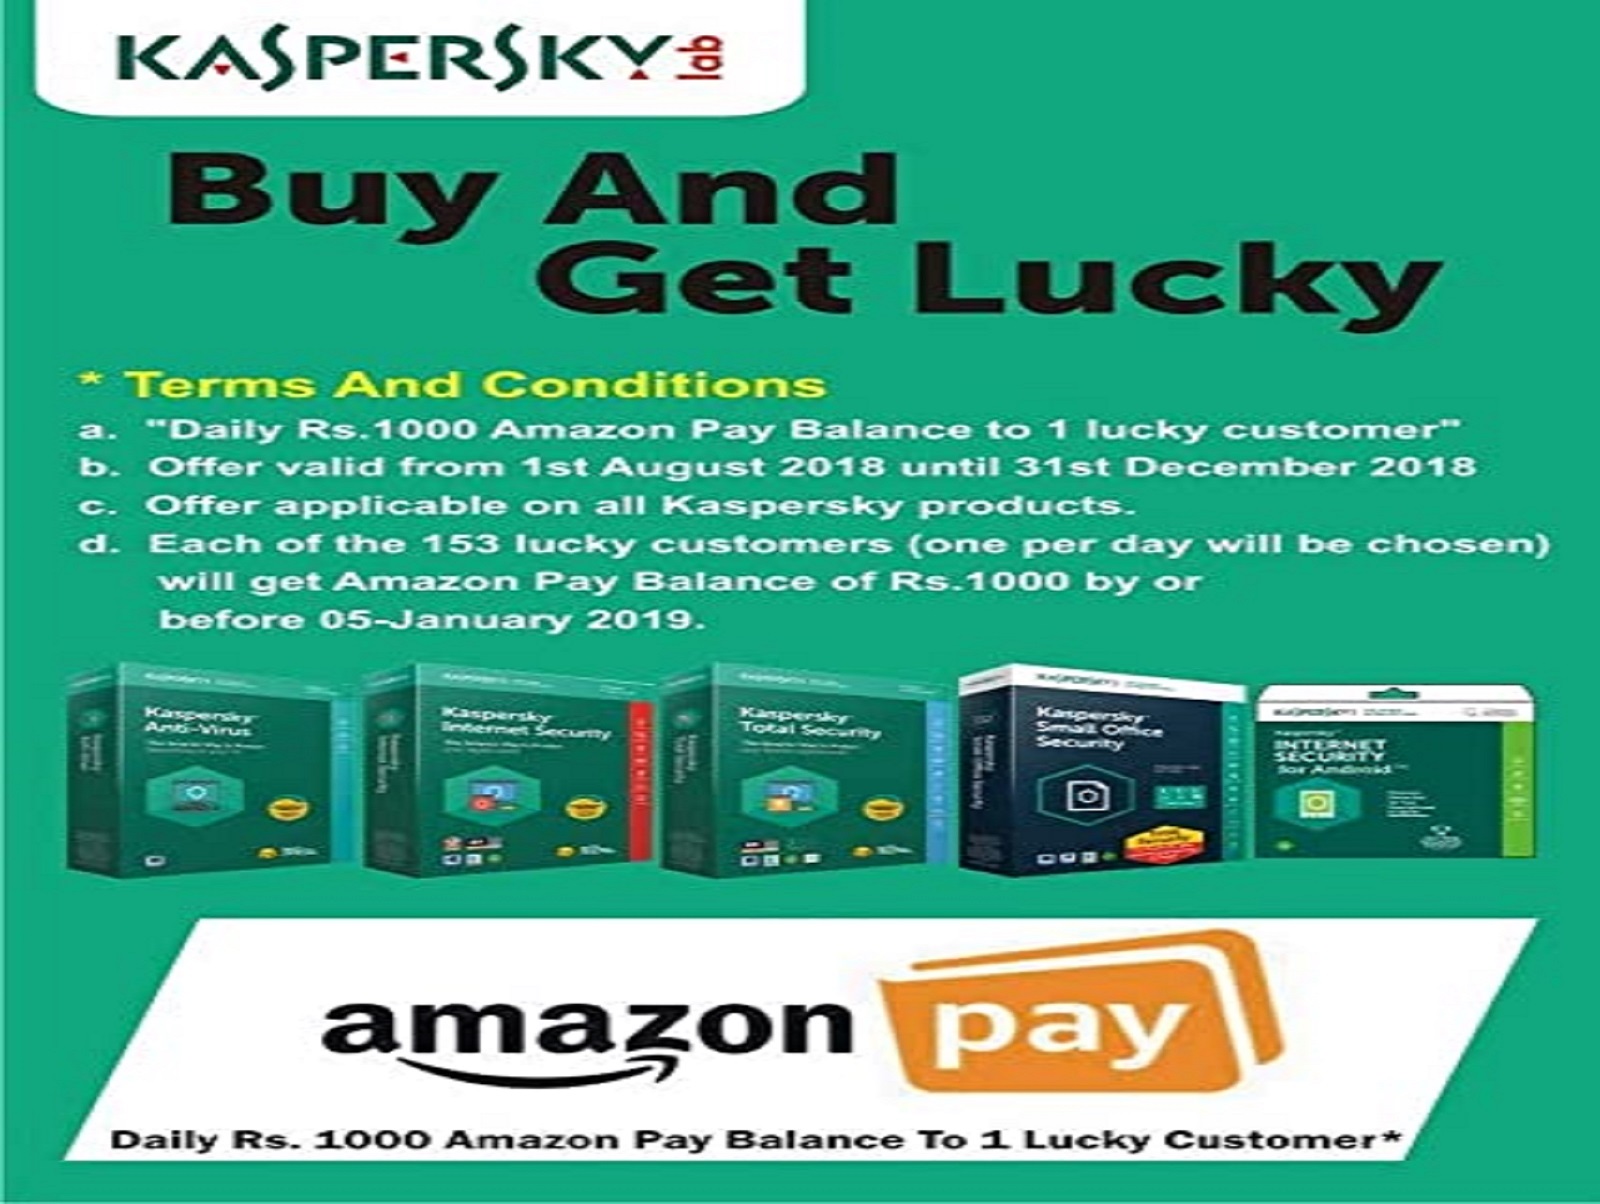 KASPERSKY lab
Buy And
Get Lucky
* Terms And Conditions
a. "Daily Rs.1000 Amazon Pay Balance to 1 lucky customer"
b. Offer valid from 1st August 2018 until 31st December 2018
c. Offer applicable on all Kaspersky products.
d. Each of the 153 lucky customers (one per day will be chosen)
will get Amazon Pay Balance of Rs.1000 by or
before 05-January 2019.
Kaspersky
Anti-Virus
Kaspersky
Internet Security
Kaspersky
Total Security
Kaspersky
Small Office
Security
Kaspersky
INTERNET
SECURITY
for Android
amazon pay
Daily Rs. 1000 Amazon Pay Balance To 1 Lucky Customer*